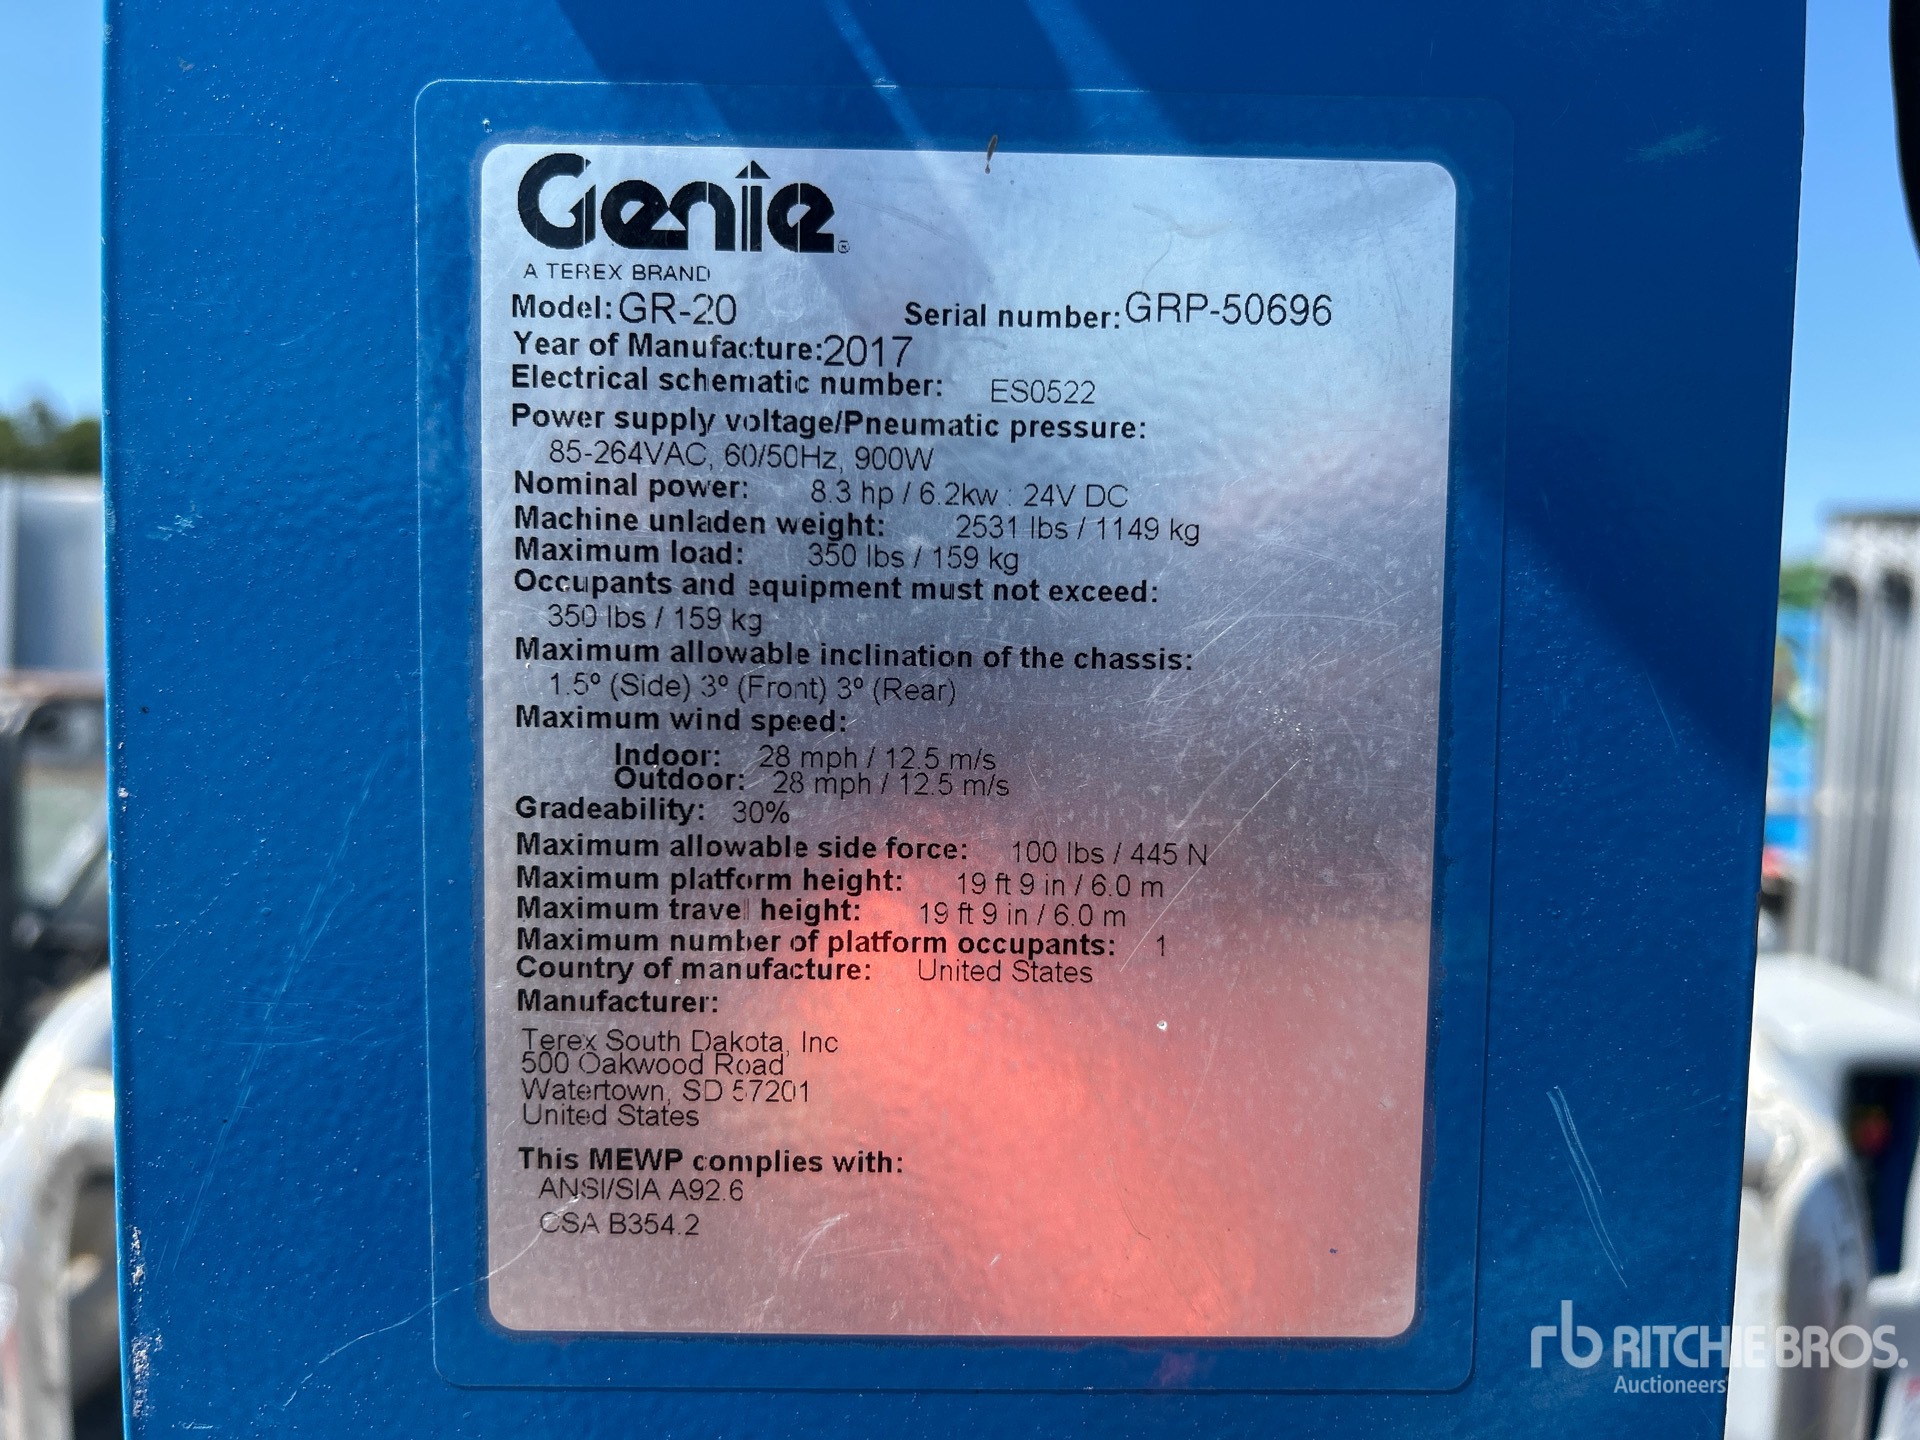 Genie®
A TEREX BRAND
Model: GR-20 Serial number: GRP-50696
Year of Manufacture: 2017
Electrical schematic number: ES0522
Power supply voltage/Pneumatic pressure:
85-264VAC, 60/50Hz, 900W
Nominal power: 8.3 hp / 6.2kw : 24V DC
Machine unladen weight: 2531 lbs / 1149 kg
Maximum load: 350 lbs / 159 kg
Occupants and equipment must not exceed:
350 lbs / 159 kg
Maximum allowable inclination of the chassis:
1.5º (Side) 3º (Front) 3º (Rear)
Maximum wind speed:
Indoor: 28 mph / 12.5 m/s
Outdoor: 28 mph / 12.5 m/s
Gradeability: 30%
Maximum allowable side force: 100 lbs / 445 N
Maximum platform height: 19 ft 9 in / 6.0 m
Maximum travel height: 19 ft 9 in / 6.0 m
Maximum number of platform occupants: 1
Country of manufacture: United States
Manufacturer:
Terex South Dakota, Inc
500 Oakwood Road
Watertown, SD 57201
United States
This MEWP complies with:
ANSI/SIA A92.6
CSA B354.2
rb RITCHIE BROS.
Auctioneers